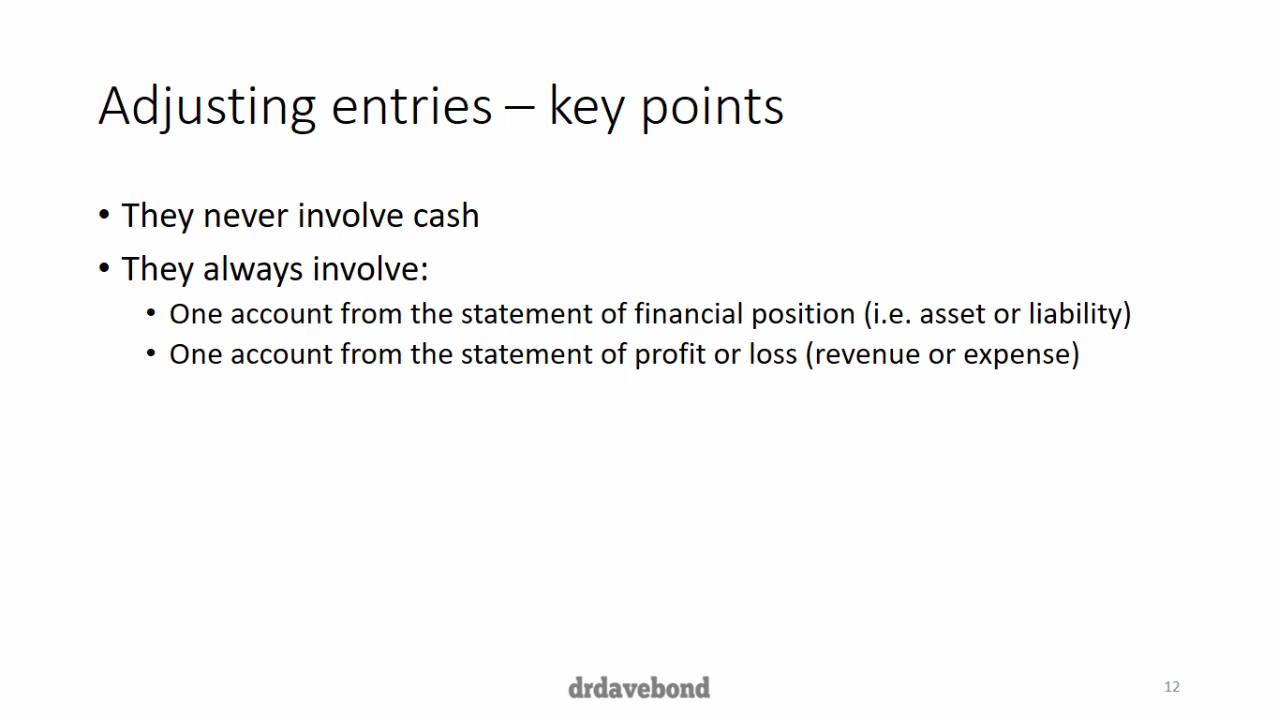 Adjusting entries – key points
• They never involve cash
• They always involve:
• One account from the statement of financial position (i.e. asset or liability)
• One account from the statement of profit or loss (revenue or expense)
drdavebond
12